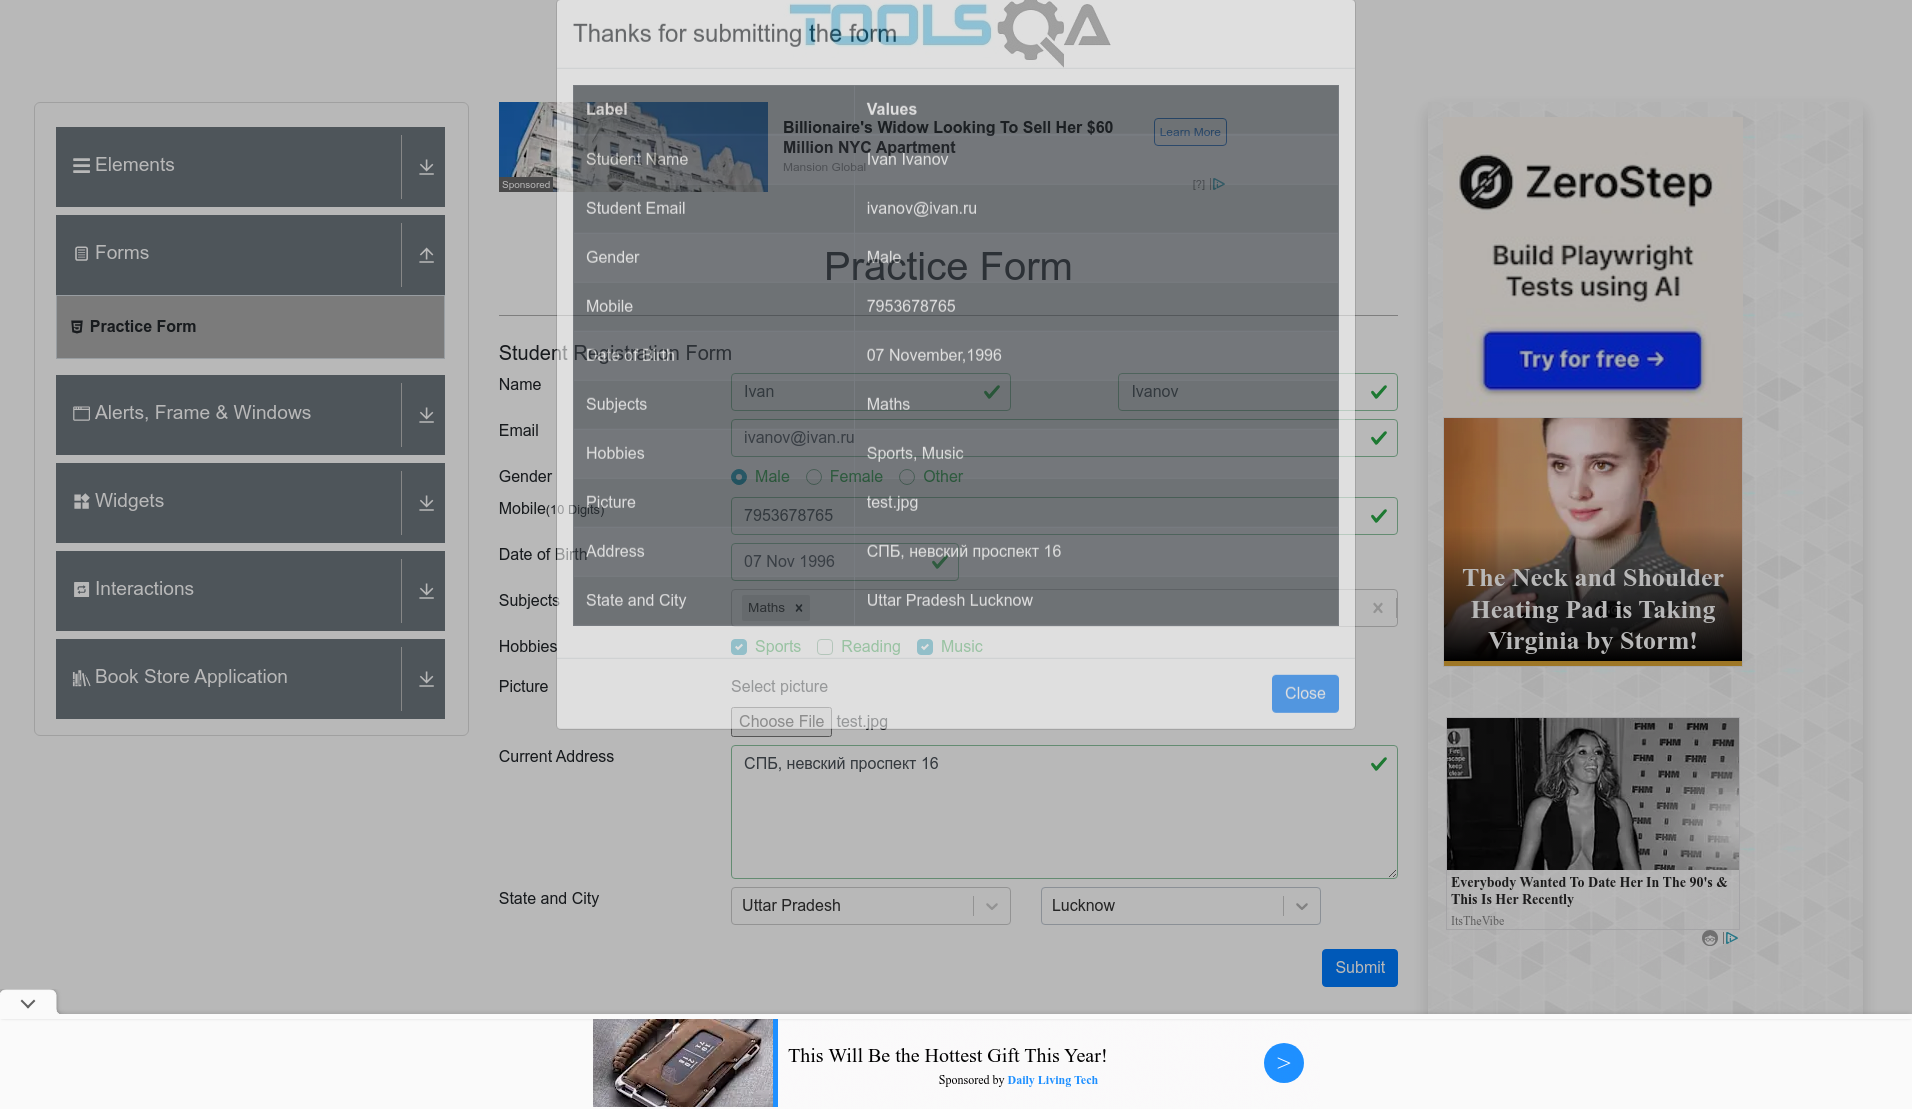 TOOLSQA
Thanks for submitting the form
Label Values
Student Name Ivan Ivanov
Student Email ivanov@ivan.ru
Gender Male
Mobile 7953678765
Date of Birth 07 November,1996
Subjects Maths
Hobbies Sports, Music
Picture test.jpg
Address СПБ, невский проспект 16
State and City Uttar Pradesh Lucknow
Close
Elements
Forms
Practice Form
Alerts, Frame & Windows
Widgets
Interactions
Book Store Application
Sponsored
Billionaire's Widow Looking To Sell Her $60
Million NYC Apartment
Mansion Global
Learn More
[?]
Practice Form
Student Registration Form
Name Ivan Ivanov
Email ivanov@ivan.ru
Gender Male Female Other
Mobile(10 Digits) 7953678765
Date of Birth 07 Nov 1996
Subjects Maths
Hobbies Sports Reading Music
Picture Select picture
Choose File test.jpg
Current Address СПБ, невский проспект 16
State and City Uttar Pradesh Lucknow
Submit
ZeroStep
Build Playwright
Tests using AI
Try for free →
The Neck and Shoulder
Heating Pad is Taking
Virginia by Storm!
FHM FHM FHM
Everybody Wanted To Date Her In The 90's &
This Is Her Recently
ItsTheVibe
This Will Be the Hottest Gift This Year!
Sponsored by Daily Living Tech
>